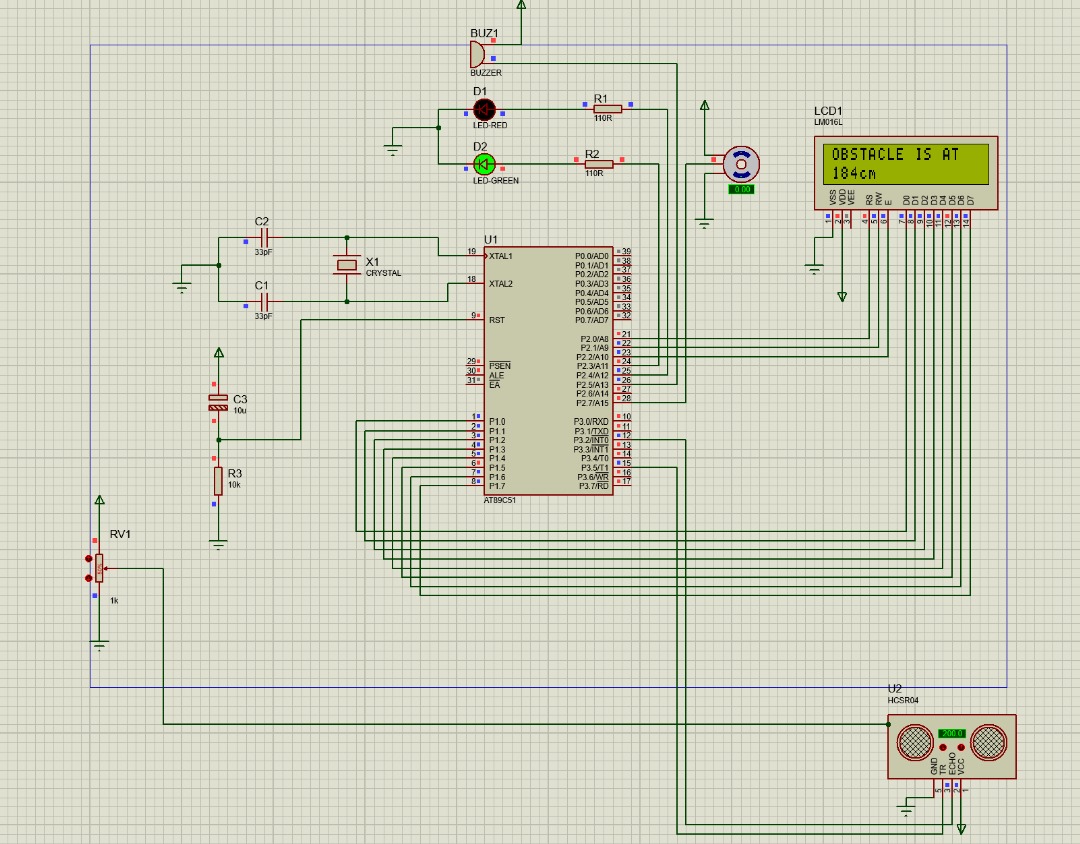 BUZ1
BUZZER
D1
LED-RED
R1
110R
D2
LED-GREEN
R2
110R
0.00
LCD1
LM016L
OBSTACLE IS AT
184cm
VSS
VDD
VEE
RS
RW
E
D0
D1
D2
D3
D4
D5
D6
D7
1
2
3
4
5
6
7
8
9
10
11
12
13
14
C2
33pF
C1
33pF
X1
CRYSTAL
U1
19
XTAL1
18
XTAL2
9
RST
29
PSEN
30
ALE
31
EA
1
P1.0
2
P1.1
3
P1.2
4
P1.3
5
P1.4
6
P1.5
7
P1.6
8
P1.7
P0.0/AD0
39
P0.1/AD1
38
P0.2/AD2
37
P0.3/AD3
36
P0.4/AD4
35
P0.5/AD5
34
P0.6/AD6
33
P0.7/AD7
32
P2.0/A8
21
P2.1/A9
22
P2.2/A10
23
P2.3/A11
24
P2.4/A12
25
P2.5/A13
26
P2.6/A14
27
P2.7/A15
28
P3.0/RXD
10
P3.1/TXD
11
P3.2/INT0
12
P3.3/INT1
13
P3.4/T0
14
P3.5/T1
15
P3.6/WR
16
P3.7/RD
17
AT89C51
C3
10u
R3
10k
RV1
1k
U2
HCSR04
200.0
GND
TR
ECHO
VCC
5
3
2
1